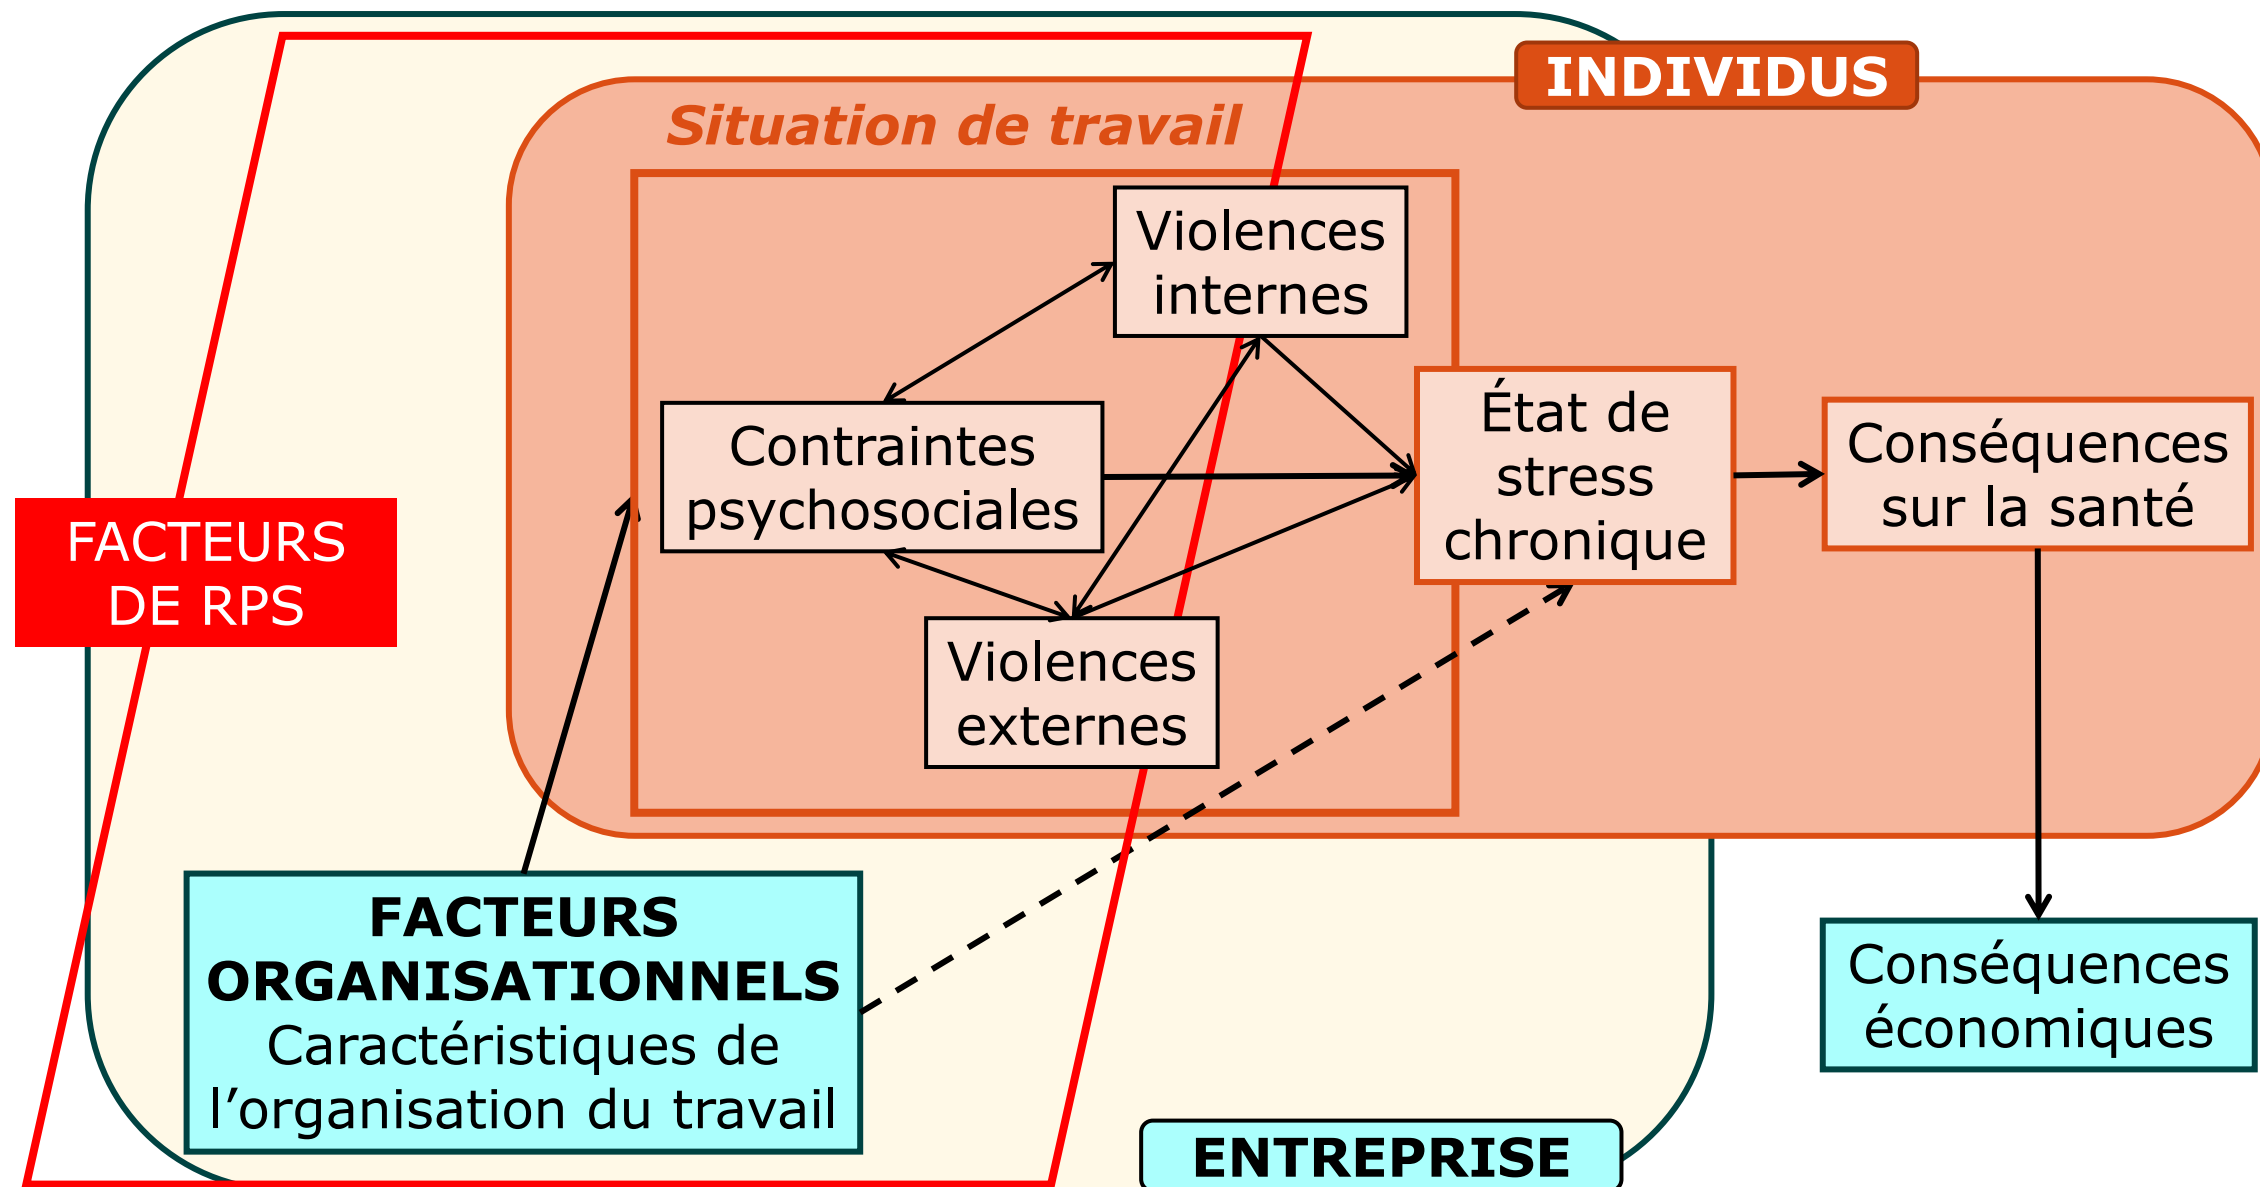 INDIVIDUS
Situation de travail
Violences
internes
Contraintes
psychosociales
État de
stress
chronique
Conséquences
sur la santé
FACTEURS
DE RPS
Violences
externes
FACTEURS
ORGANISATIONNELS
Caractéristiques de
l’organisation du travail
Conséquences
économiques
ENTREPRISE